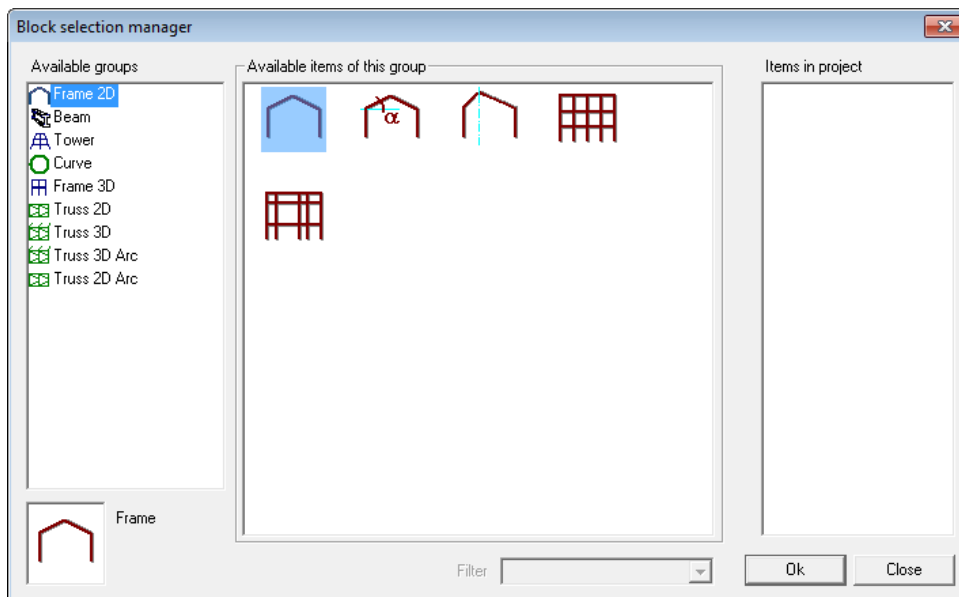 Block selection manager
Available groups
Available items of this group
Items in project
Frame 2D
Beam
Tower
Curve
Frame 3D
Truss 2D
Truss 3D
Truss 3D Arc
Truss 2D Arc
α
Frame
Filter
Ok
Close